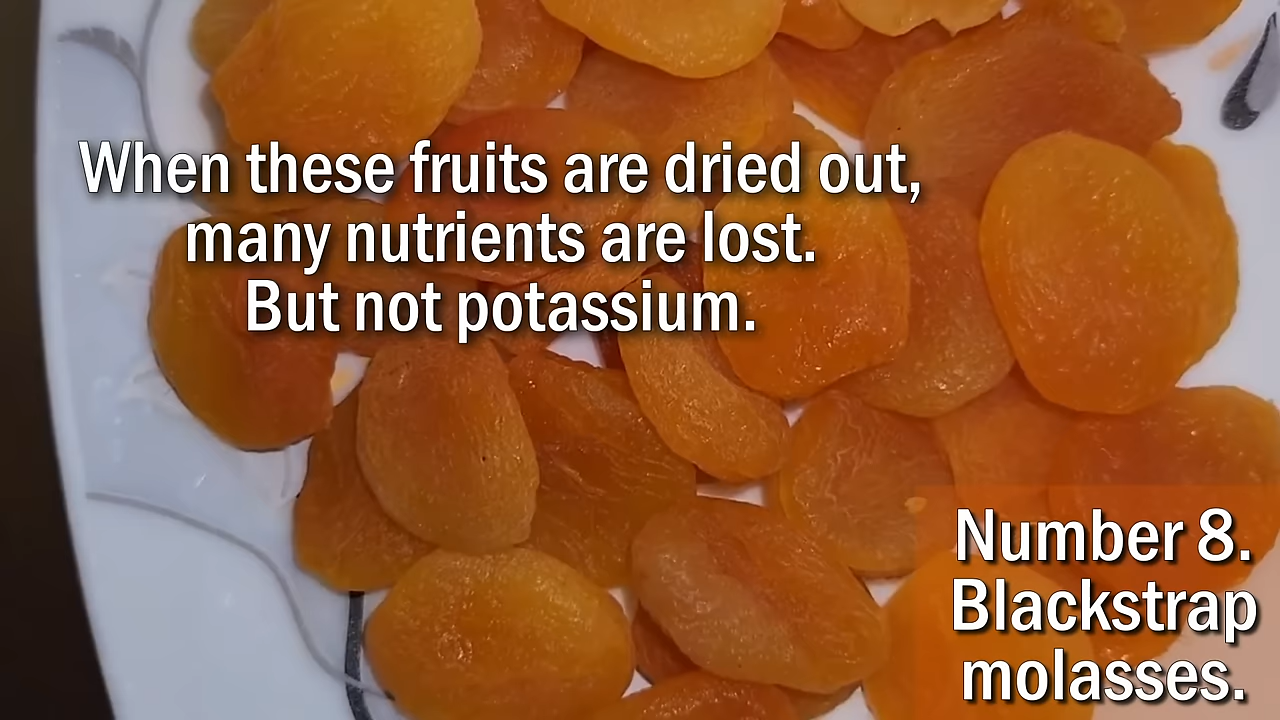 When these fruits are dried out,
many nutrients are lost.
But not potassium.
Number 8.
Blackstrap
molasses.